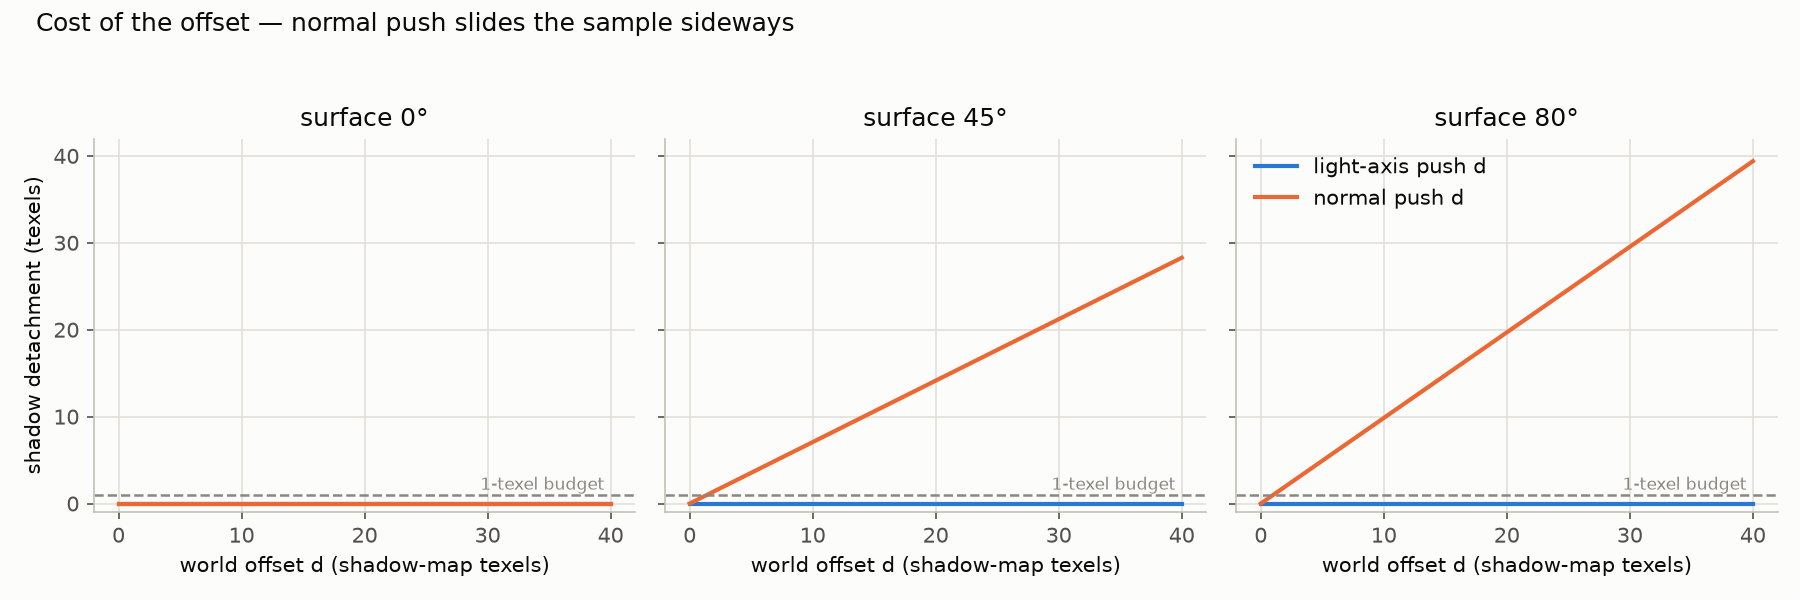 Cost of the offset — normal push slides the sample sideways
surface 0°
shadow detachment (texels)
40
30
20
10
0
1-texel budget
0 10 20 30 40
world offset d (shadow-map texels)
surface 45°
1-texel budget
0 10 20 30 40
world offset d (shadow-map texels)
surface 80°
light-axis push d
normal push d
1-texel budget
0 10 20 30 40
world offset d (shadow-map texels)